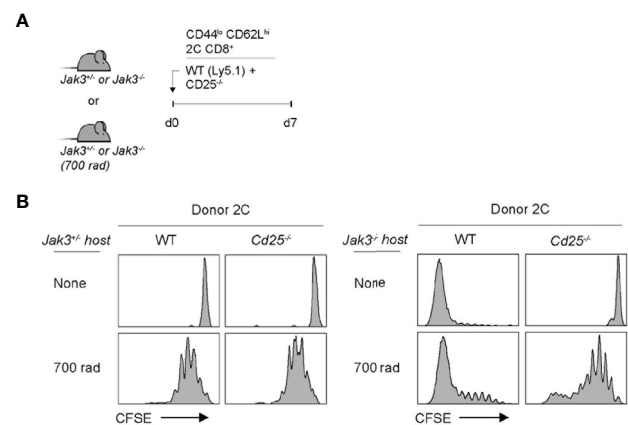 A
CD44lo CD62Lhi
2C CD8+
WT (Ly5.1) +
CD25-/-
Jak3+/- or Jak3-/-
or
Jak3+/- or Jak3-/-
(700 rad)
d0
d7
B
Donor 2C
Jak3+/- host
WT
Cd25-/-
None
700 rad
CFSE
Donor 2C
Jak3-/- host
WT
Cd25-/-
None
700 rad
CFSE